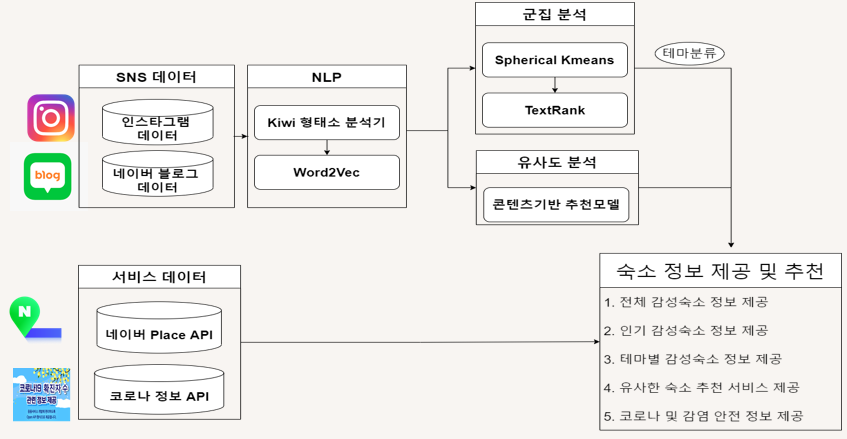 군집 분석
Spherical Kmeans
TextRank
테마분류
SNS 데이터
인스타그램
데이터
네이버 블로그
데이터
blog
NLP
Kiwi 형태소 분석기
Word2Vec
유사도 분석
콘텐츠기반 추천모델
서비스 데이터
네이버 Place API
코로나 정보 API
N
코로나19 확진자 수
관련 정보 제공
숙소 정보 제공 및 추천
1. 전체 감성숙소 정보 제공
2. 인기 감성숙소 정보 제공
3. 테마별 감성숙소 정보 제공
4. 유사한 숙소 추천 서비스 제공
5. 코로나 및 감염 안전 정보 제공